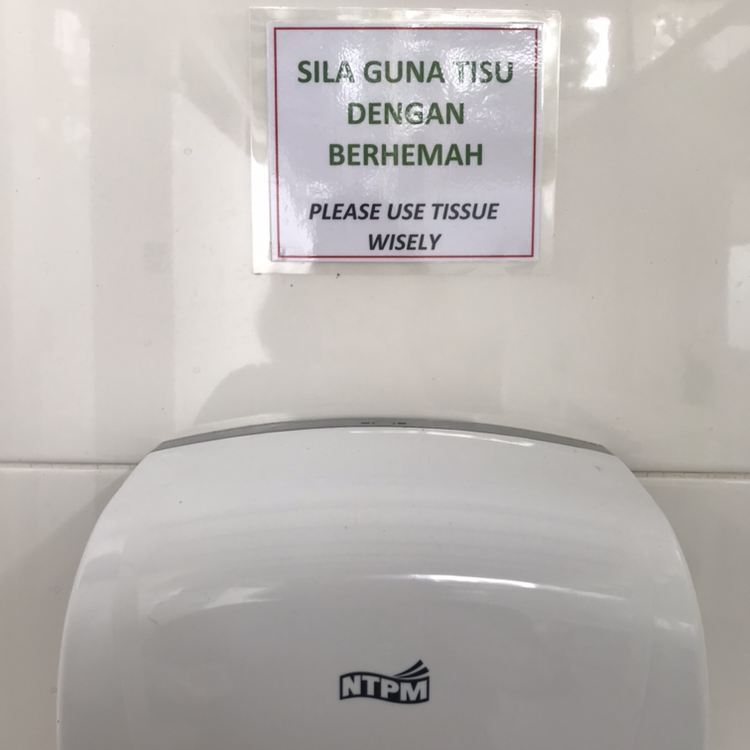 SILA GUNA TISU
DENGAN
BERHEMAH
PLEASE USE TISSUE
WISELY
NTPM